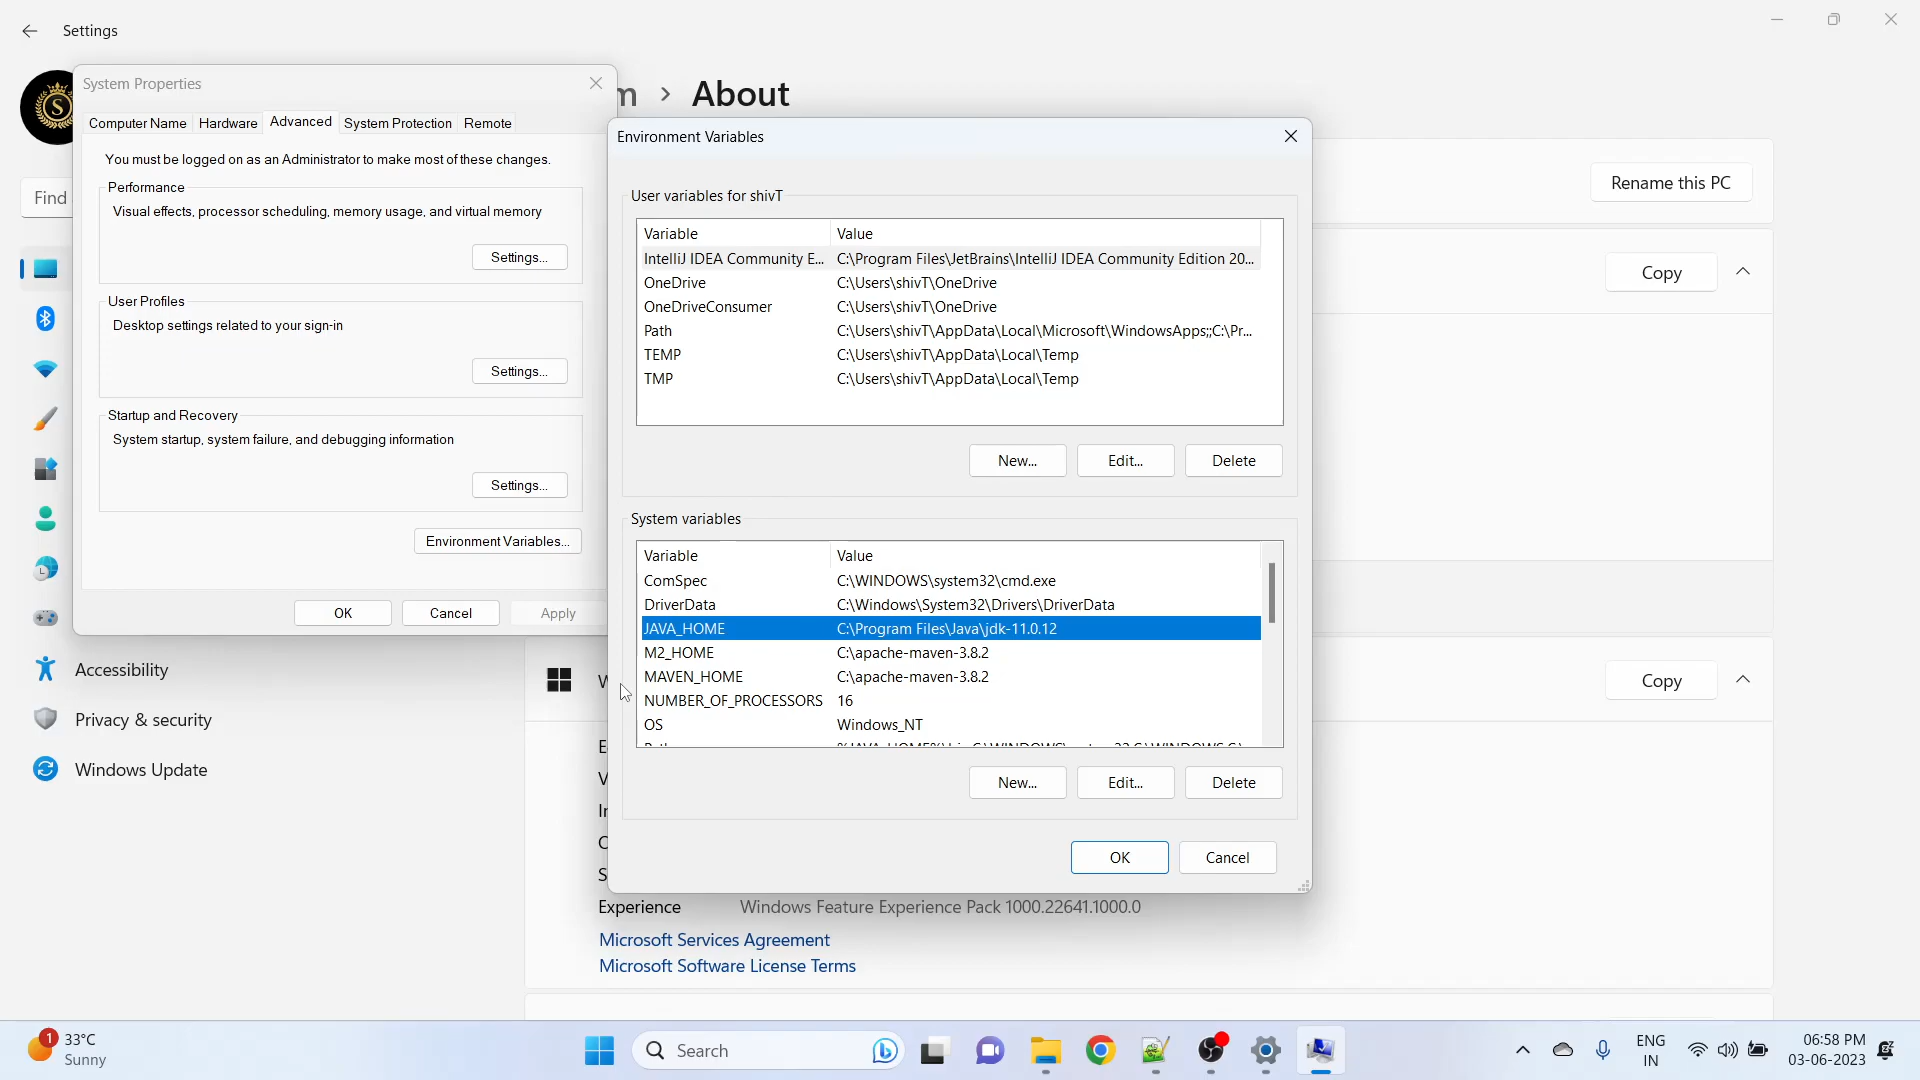 Settings
System Properties
m > About
Computer Name Hardware Advanced System Protection Remote
You must be logged on as an Administrator to make most of these changes.
Performance
Visual effects, processor scheduling, memory usage, and virtual memory
Settings...
User Profiles
Desktop settings related to your sign-in
Settings...
Startup and Recovery
System startup, system failure, and debugging information
Settings...
Environment Variables...
OK Cancel Apply
Find
Accessibility
Privacy & security
Windows Update
Environment Variables
User variables for shivT
Variable Value
IntelliJ IDEA Community E... C:\Program Files\JetBrains\IntelliJ IDEA Community Edition 20...
OneDrive C:\Users\shivT\OneDrive
OneDriveConsumer C:\Users\shivT\OneDrive
Path C:\Users\shivT\AppData\Local\Microsoft\WindowsApps;;C:\Pr...
TEMP C:\Users\shivT\AppData\Local\Temp
TMP C:\Users\shivT\AppData\Local\Temp
New... Edit... Delete
System variables
Variable Value
ComSpec C:\WINDOWS\system32\cmd.exe
DriverData C:\Windows\System32\Drivers\DriverData
JAVA_HOME C:\Program Files\Java\jdk-11.0.12
M2_HOME C:\apache-maven-3.8.2
MAVEN_HOME C:\apache-maven-3.8.2
NUMBER_OF_PROCESSORS 16
OS Windows_NT
New... Edit... Delete
OK Cancel
Rename this PC
Copy
Copy
Experience Windows Feature Experience Pack 1000.22641.1000.0
Microsoft Services Agreement
Microsoft Software License Terms
1
33°C
Sunny
Search
ENG
IN
06:58 PM
03-06-2023